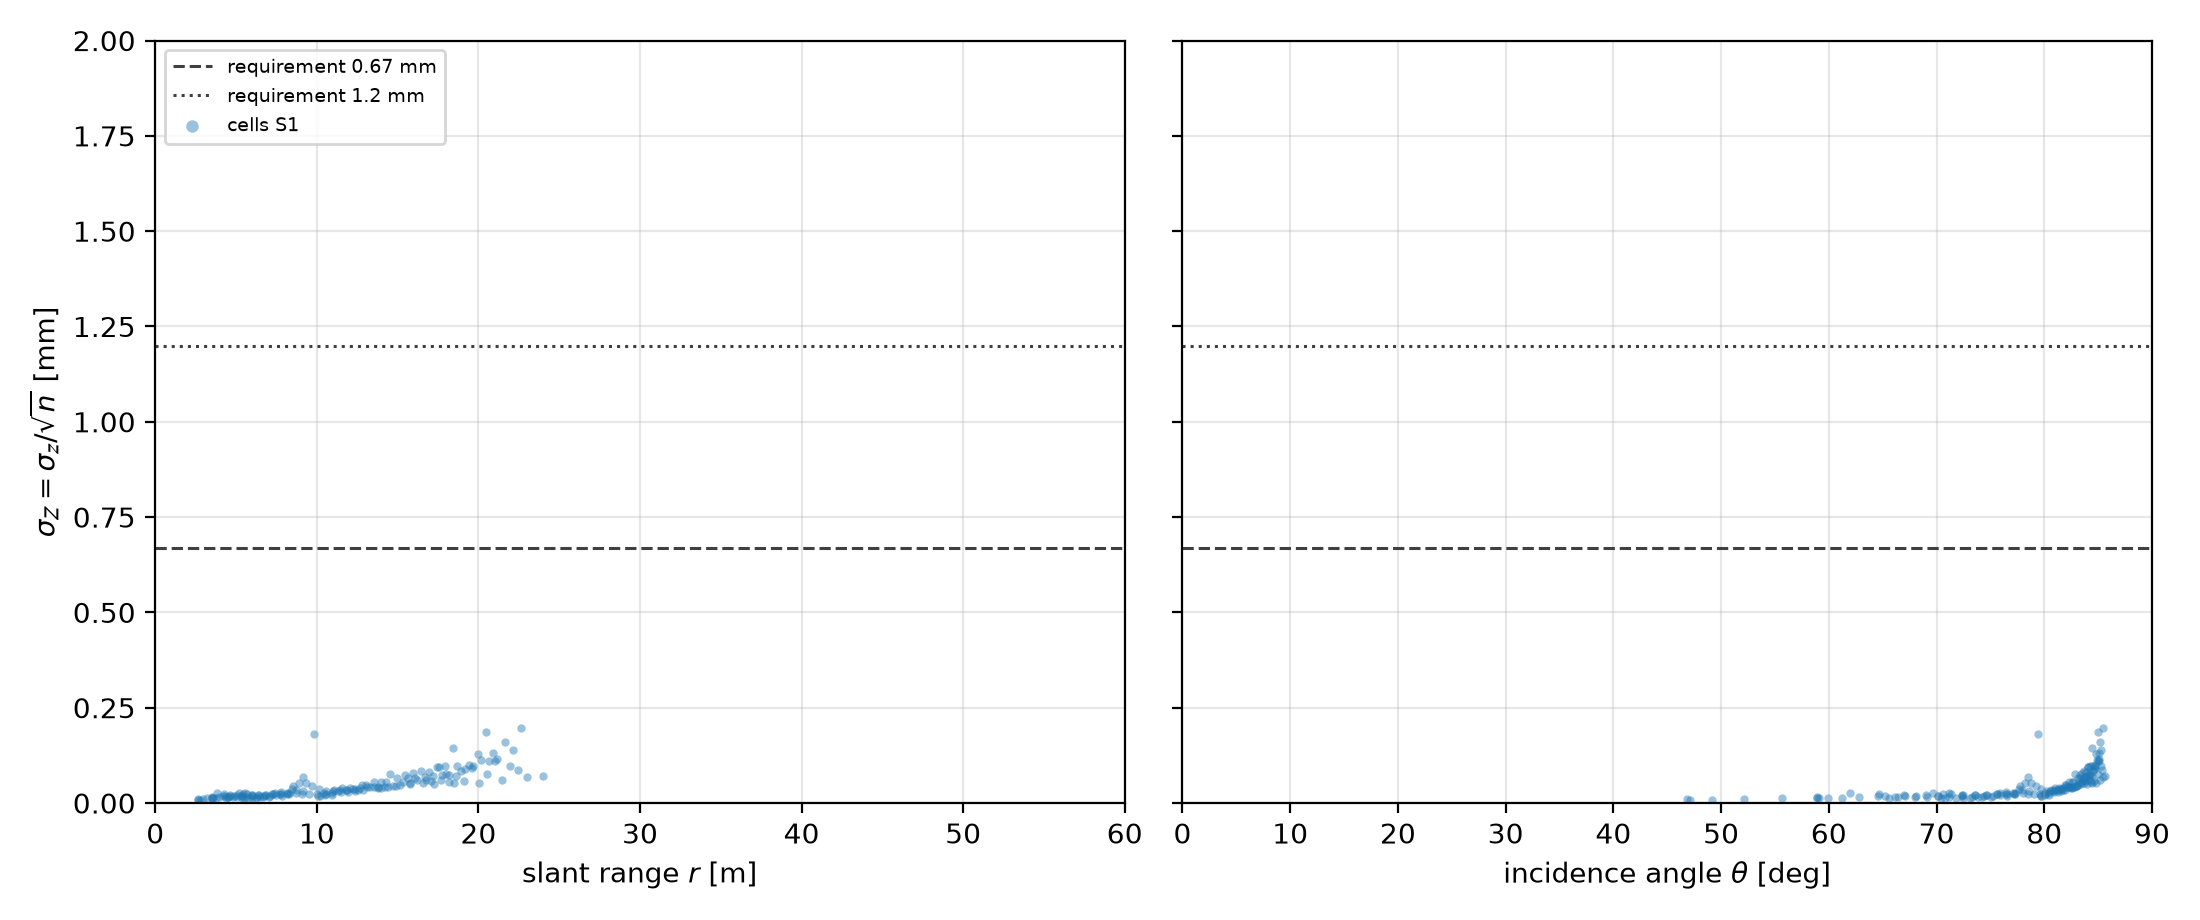 2.00
1.75
1.50
1.25
1.00
0.75
0.50
0.25
0.00
σ_Z = σ_z/√n [mm]
requirement 0.67 mm
requirement 1.2 mm
cells S1
0 10 20 30 40 50 60
slant range r [m]
0 10 20 30 40 50 60 70 80 90
incidence angle θ [deg]